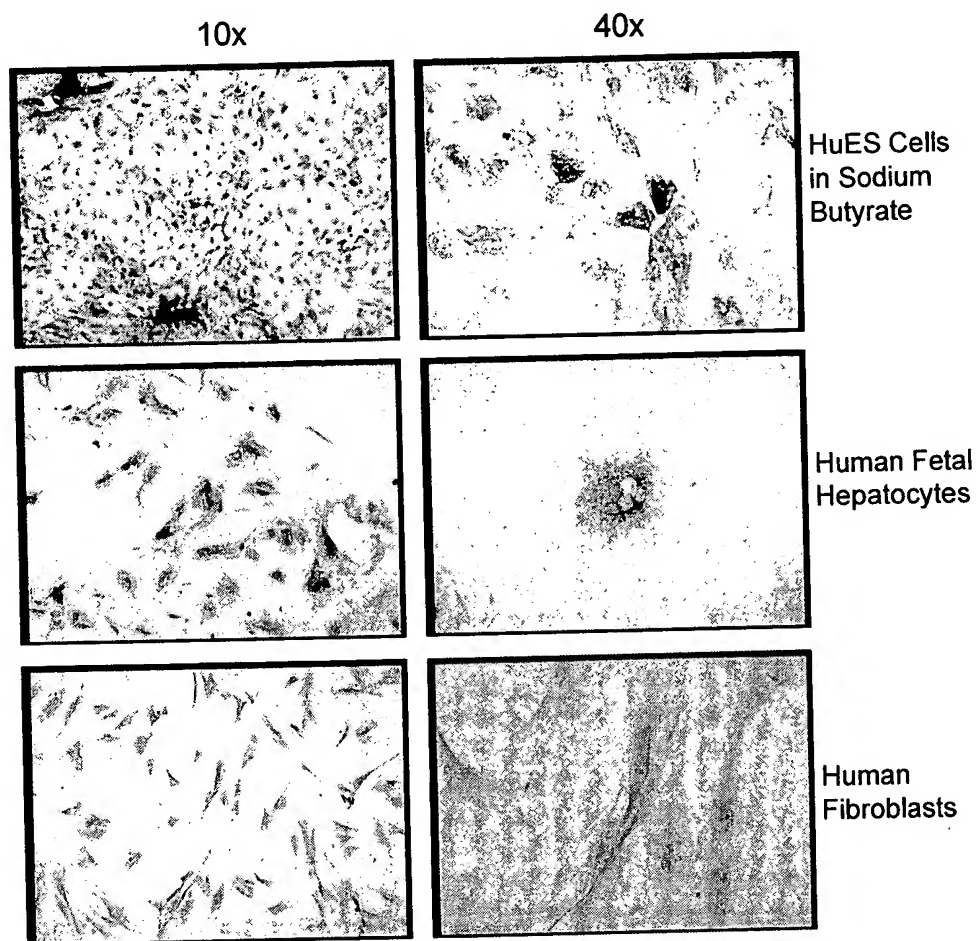 10x
40x
HuES Cells
in Sodium
Butyrate
Human Fetal
Hepatocytes
Human
Fibroblasts